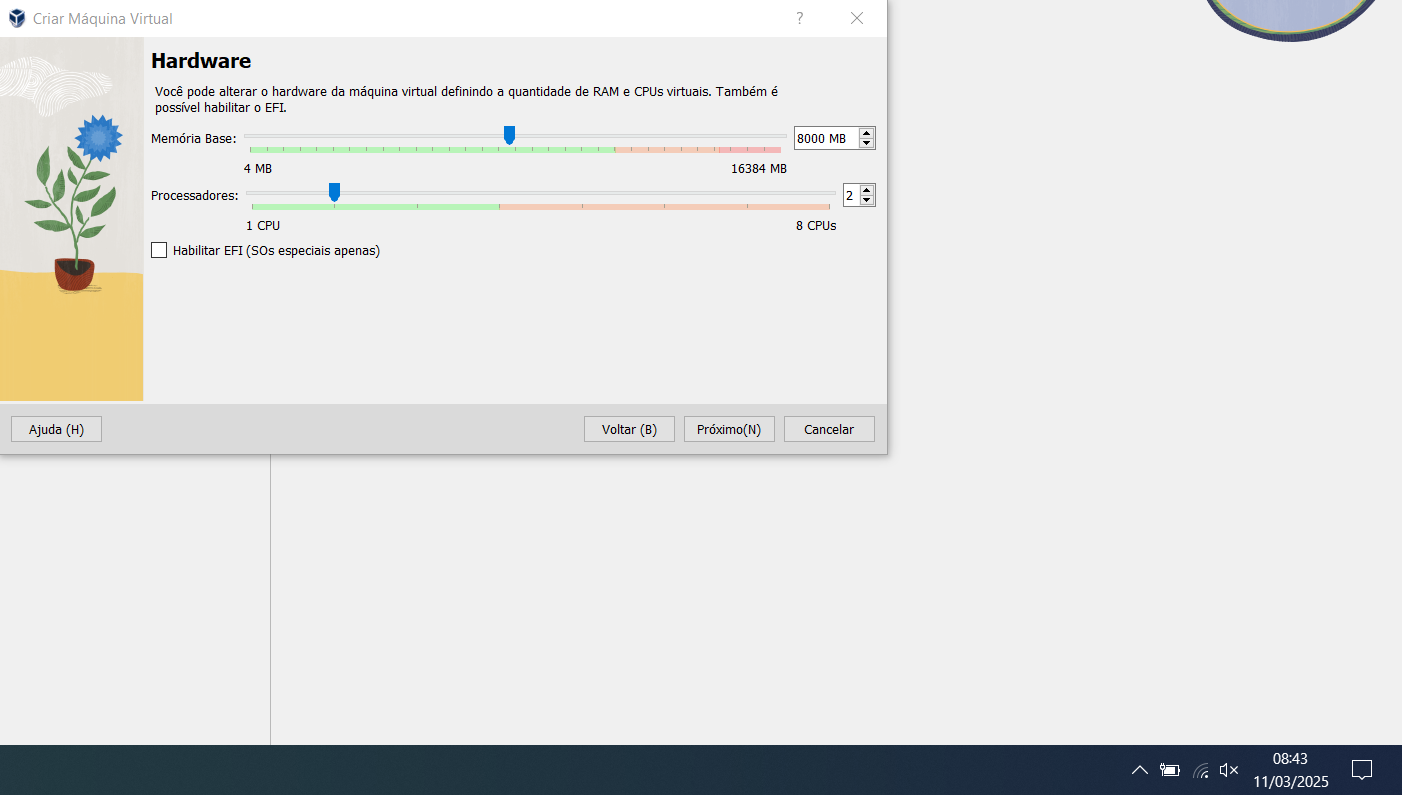 Criar Máquina Virtual
?
Hardware
Você pode alterar o hardware da máquina virtual definindo a quantidade de RAM e CPUs virtuais. Também é
possível habilitar o EFI.
Memória Base:
8000 MB
4 MB
16384 MB
Processadores:
2
1 CPU
8 CPUs
Habilitar EFI (SOs especiais apenas)
Ajuda (H)
Voltar (B)
Próximo(N)
Cancelar
08:43
11/03/2025